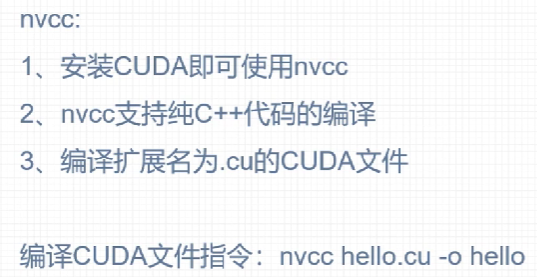 nvcc:
1、安装CUDA即可使用nvcc
2、nvcc支持纯C++代码的编译
3、编译扩展名为.cu的CUDA文件
编译CUDA文件指令：nvcc hello.cu -o hello